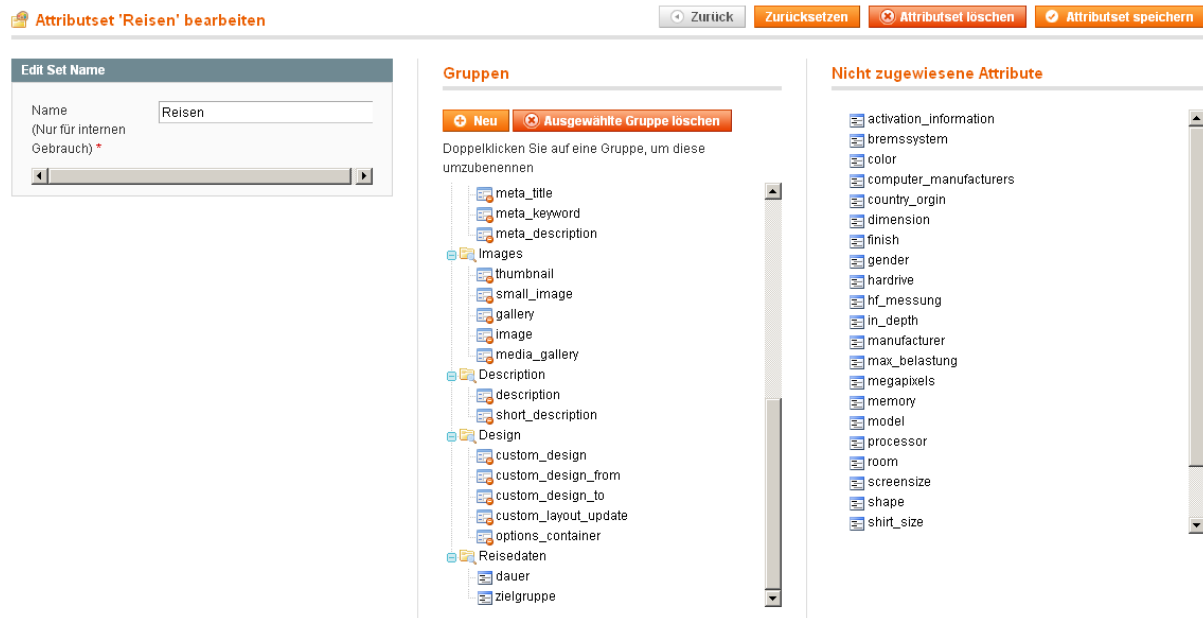 Attributset 'Reisen' bearbeiten
Zurück
Zurücksetzen
Attributset löschen
Attributset speichern
Edit Set Name
Name
(Nur für internen
Gebrauch) *
Reisen
Gruppen
Neu
Ausgewählte Gruppe löschen
Doppelklicken Sie auf eine Gruppe, um diese
umzubenennen
meta_title
meta_keyword
meta_description
Images
thumbnail
small_image
gallery
image
media_gallery
Description
description
short_description
Design
custom_design
custom_design_from
custom_design_to
custom_layout_update
options_container
Reisedaten
dauer
zielgruppe
Nicht zugewiesene Attribute
activation_information
bremssystem
color
computer_manufacturers
country_orgin
dimension
finish
gender
hardrive
hf_messung
in_depth
manufacturer
max_belastung
megapixels
memory
model
processor
room
screensize
shape
shirt_size